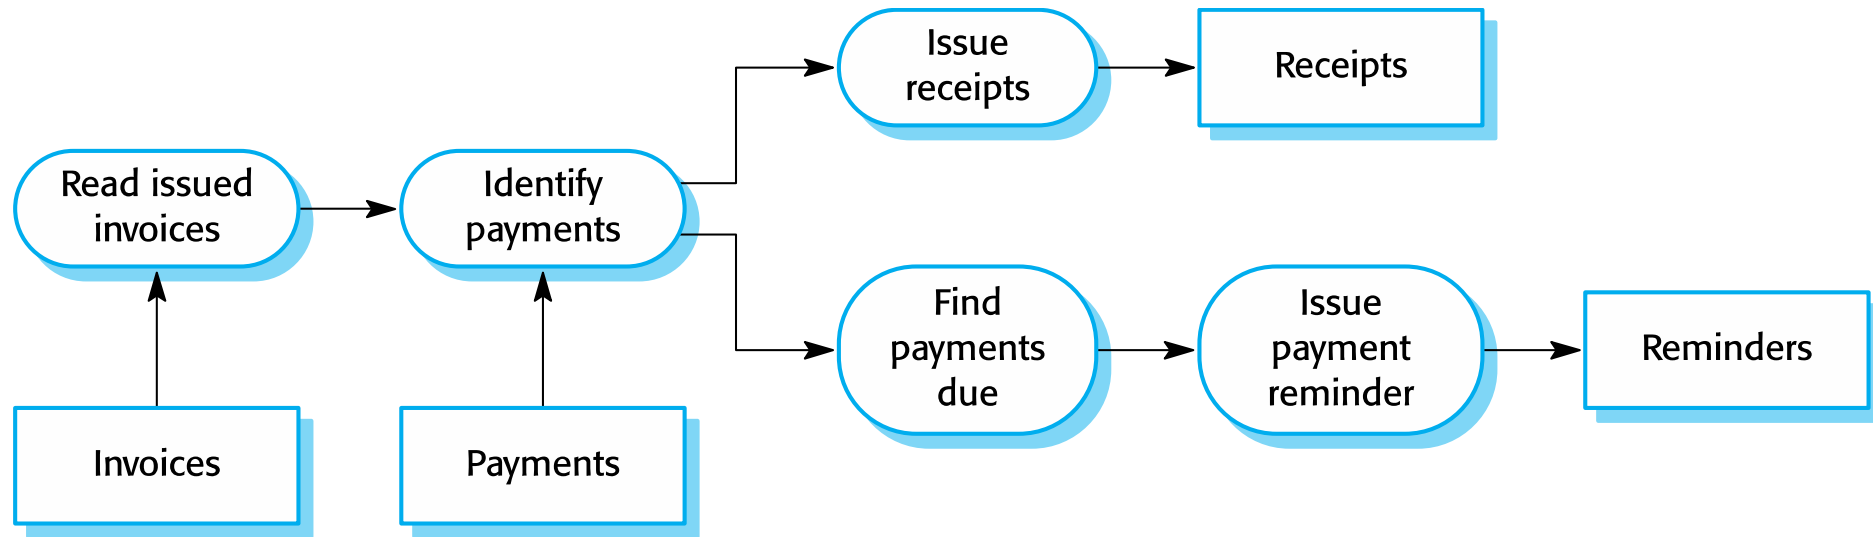 Issue
receipts
Receipts
Read issued
invoices
Identify
payments
Find
payments
due
Issue
payment
reminder
Reminders
Invoices
Payments